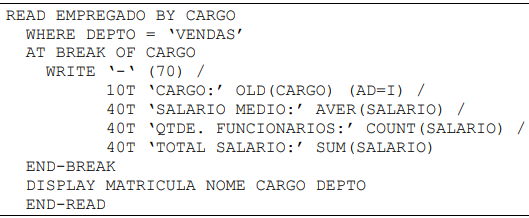 READ EMPREGADO BY CARGO
WHERE DEPTO = ‘VENDAS’
AT BREAK OF CARGO
WRITE ‘-‘ (70) /
10T ‘CARGO:’ OLD(CARGO) (AD=I) /
40T ‘SALARIO MEDIO:’ AVER(SALARIO) /
40T ‘QTDE. FUNCIONARIOS:’ COUNT(SALARIO) /
40T ‘TOTAL SALARIO:’ SUM(SALARIO)
END-BREAK
DISPLAY MATRICULA NOME CARGO DEPTO
END-READ